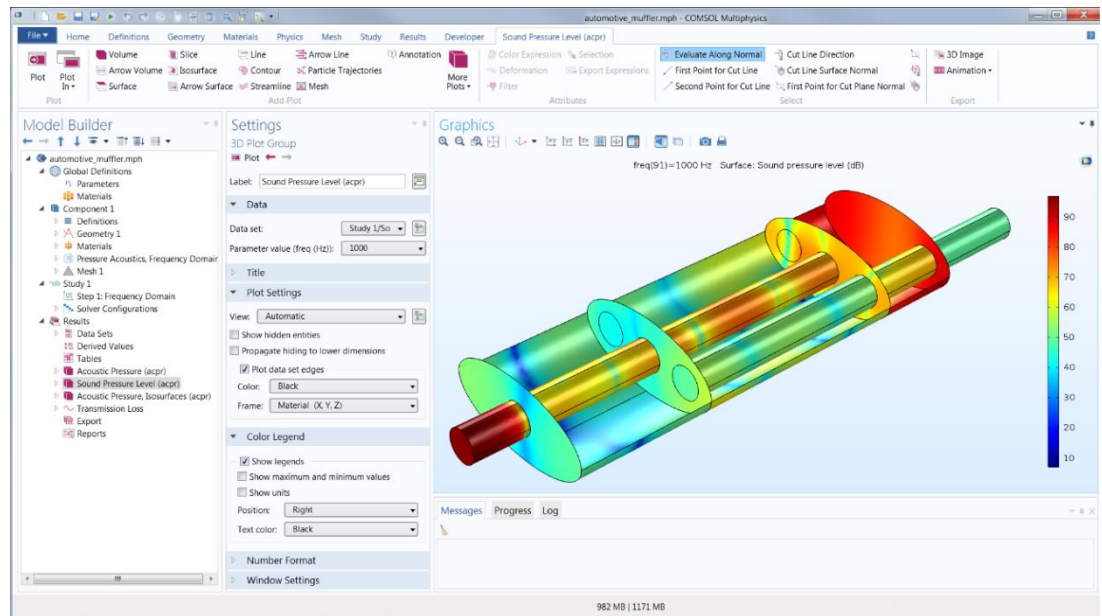 automotive_muffler.mph - COMSOL Multiphysics
File Home Definitions Geometry Materials Physics Mesh Study Results Developer Sound Pressure Level (acpr)
Plot
Plot In
Plot
Volume Slice Line Arrow Line Annotation
Arrow Volume Isosurface Contour Particle Trajectories
Surface Arrow Surface Streamline Mesh
More Plots
Add Plot
Color Expression Selection
Deformation Export Expressions
Filter
Attributes
Evaluate Along Normal Cut Line Direction
First Point for Cut Line Cut Line Surface Normal
Second Point for Cut Line First Point for Cut Plane Normal
Select
3D Image
Animation
Export
Model Builder
automotive_muffler.mph
Global Definitions
Parameters
Materials
Component 1
Definitions
Geometry 1
Materials
Pressure Acoustics, Frequency Domain
Mesh 1
Study 1
Step 1: Frequency Domain
Solver Configurations
Results
Data Sets
Derived Values
Tables
Acoustic Pressure (acpr)
Sound Pressure Level (acpr)
Acoustic Pressure, Isosurfaces (acpr)
Transmission Loss
Export
Reports
Settings
3D Plot Group
Plot
Label: Sound Pressure Level (acpr)
Data
Data set: Study 1/So
Parameter value (freq (Hz)): 1000
Title
Plot Settings
View: Automatic
Show hidden entities
Propagate hiding to lower dimensions
Plot data set edges
Color: Black
Frame: Material (X, Y, Z)
Color Legend
Show legends
Show maximum and minimum values
Show units
Position: Right
Text color: Black
Number Format
Window Settings
Graphics
freq(91)=1000 Hz Surface: Sound pressure level (dB)
90
80
70
60
50
40
30
20
10
Messages Progress Log
982 MB | 1171 MB